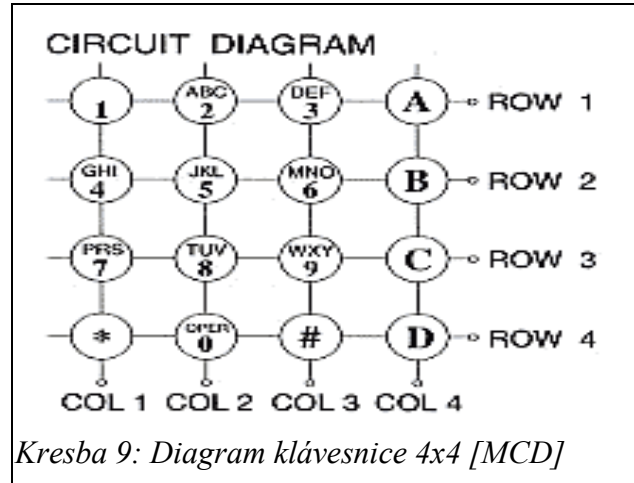 CIRCUIT DIAGRAM
ABC DEF
1 2 3 A ROW 1
GHI JKL MNO
4 5 6 B ROW 2
PRS TUV WXY
7 8 9 C ROW 3
OPER
* 0 # D ROW 4
COL 1 COL 2 COL 3 COL 4
Kresba 9: Diagram klávesnice 4x4 [MCD]